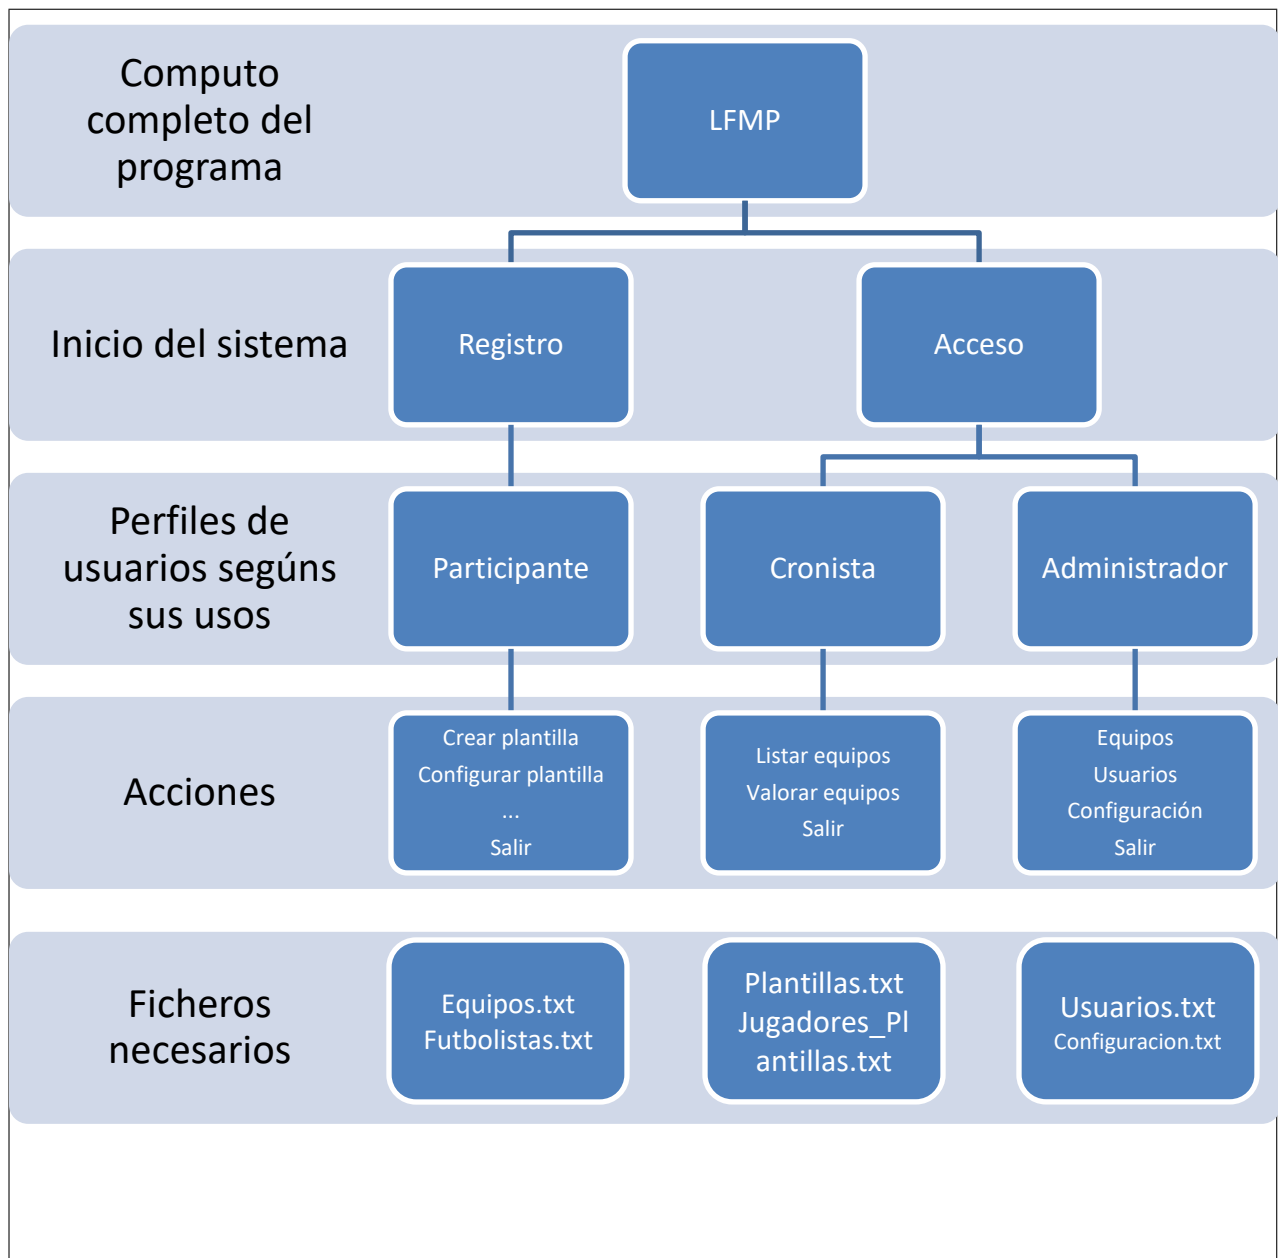 Computo
completo del
programa
LFMP
Inicio del sistema
Registro
Acceso
Perfiles de
usuarios segúns
sus usos
Participante
Cronista
Administrador
Acciones
Crear plantilla
Configurar plantilla
...
Salir
Listar equipos
Valorar equipos
Salir
Equipos
Usuarios
Configuración
Salir
Ficheros
necesarios
Equipos.txt
Futbolistas.txt
Plantillas.txt
Jugadores_Pl
antillas.txt
Usuarios.txt
Configuracion.txt